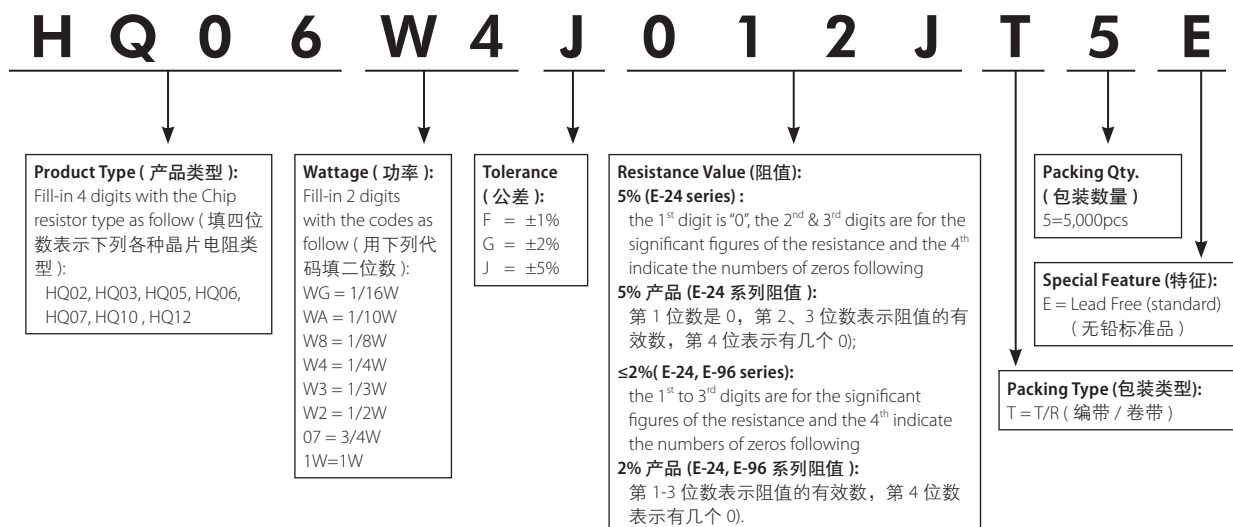 H Q 0 6 W 4 J 0 1 2 J T 5 E
Product Type ( 产品类型 ):
Fill-in 4 digits with the Chip
resistor type as follow ( 填四位
数表示下列各种晶片电阻类
型 ):
HQ02, HQ03, HQ05, HQ06,
HQ07, HQ10 , HQ12
Wattage ( 功率 ):
Fill-in 2 digits
with the codes as
follow ( 用下列代
码填二位数 ):
WG = 1/16W
WA = 1/10W
W8 = 1/8W
W4 = 1/4W
W3 = 1/3W
W2 = 1/2W
07 = 3/4W
1W=1W
Tolerance
( 公差 ):
F = ±1%
G = ±2%
J = ±5%
Resistance Value (阻值):
5% (E-24 series) :
the 1st digit is “0”, the 2nd & 3rd digits are for the
significant figures of the resistance and the 4th
indicate the numbers of zeros following
5% 产品 (E-24 系列阻值 ):
第 1 位数是 0，第 2、3 位数表示阻值的有
效数，第 4 位表示有几个 0);
≤2%( E-24, E-96 series):
the 1st to 3rd digits are for the significant
figures of the resistance and the 4th indicate
the numbers of zeros following
2% 产品 (E-24, E-96 系列阻值 ):
第 1-3 位数表示阻值的有效数，第 4 位数
表示有几个 0).
Packing Qty.
( 包装数量 )
5=5,000pcs
Special Feature (特征):
E = Lead Free (standard)
( 无铅标准品 )
Packing Type (包装类型):
T = T/R ( 编带 / 卷带 )